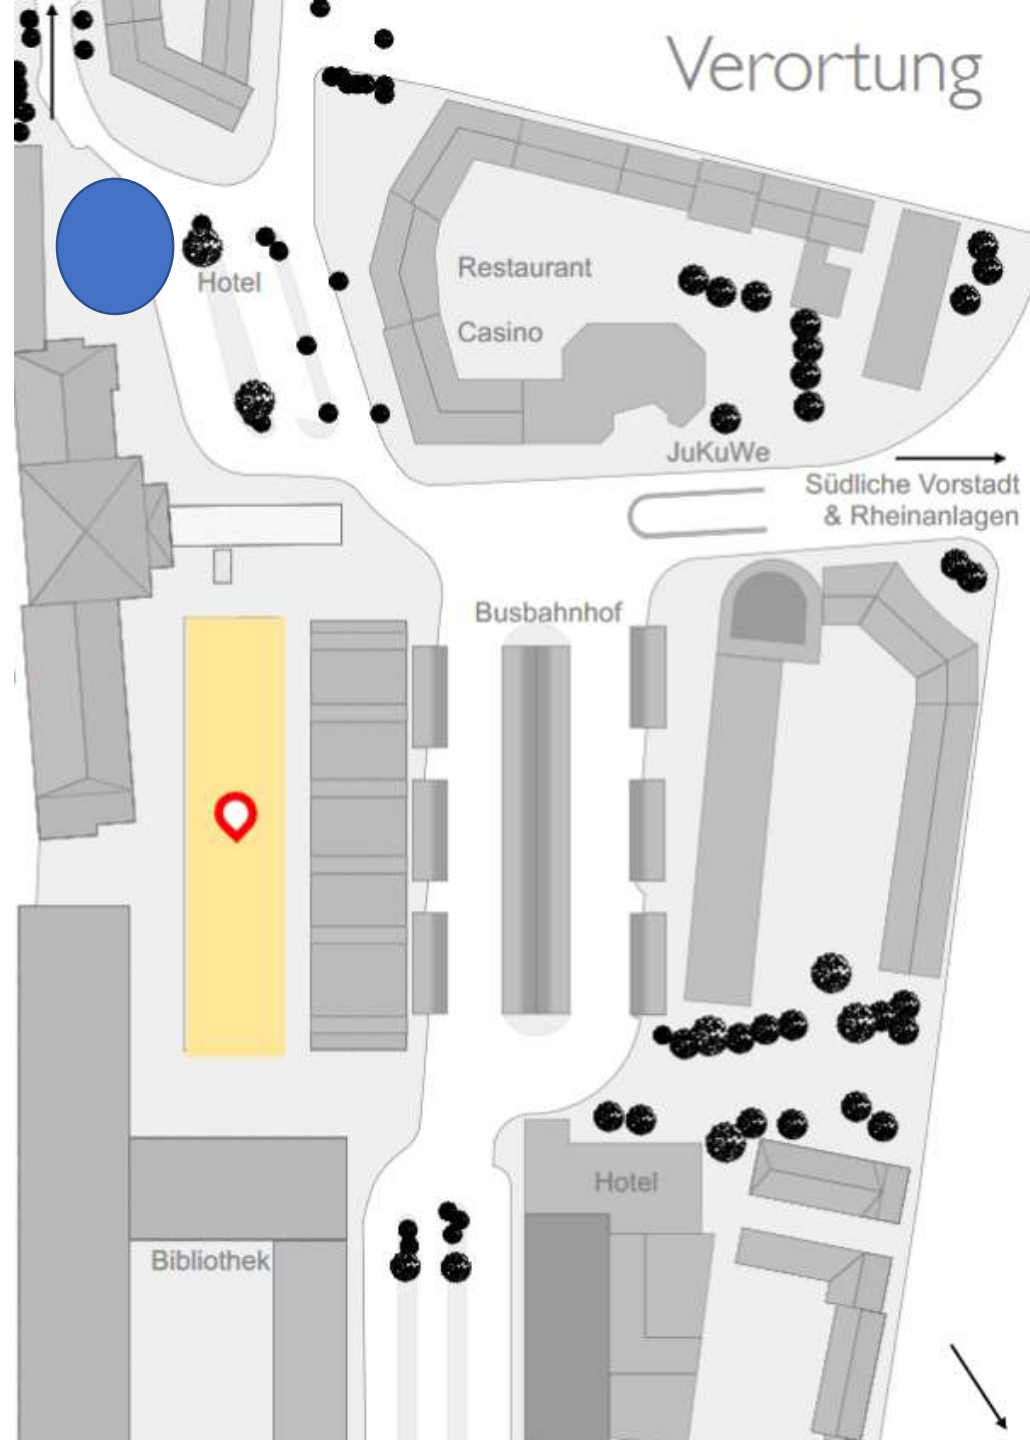 Verortung
Hotel
Restaurant
Casino
JuKuWe
Südliche Vorstadt
& Rheinanlagen
Busbahnhof
Hotel
Bibliothek